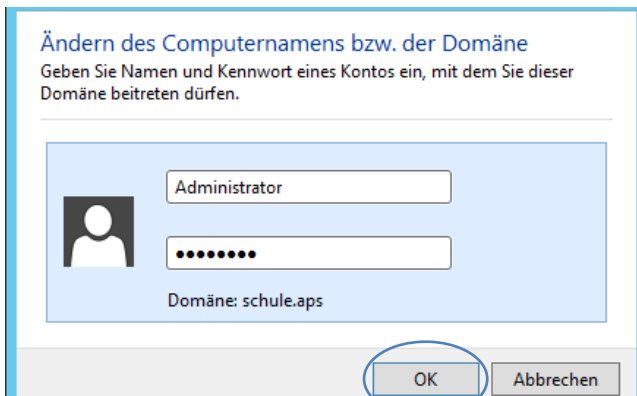 Ändern des Computernamens bzw. der Domäne
Geben Sie Namen und Kennwort eines Kontos ein, mit dem Sie dieser
Domäne beitreten dürfen.
Administrator
●●●●●●●●
Domäne: schule.aps
OK Abbrechen